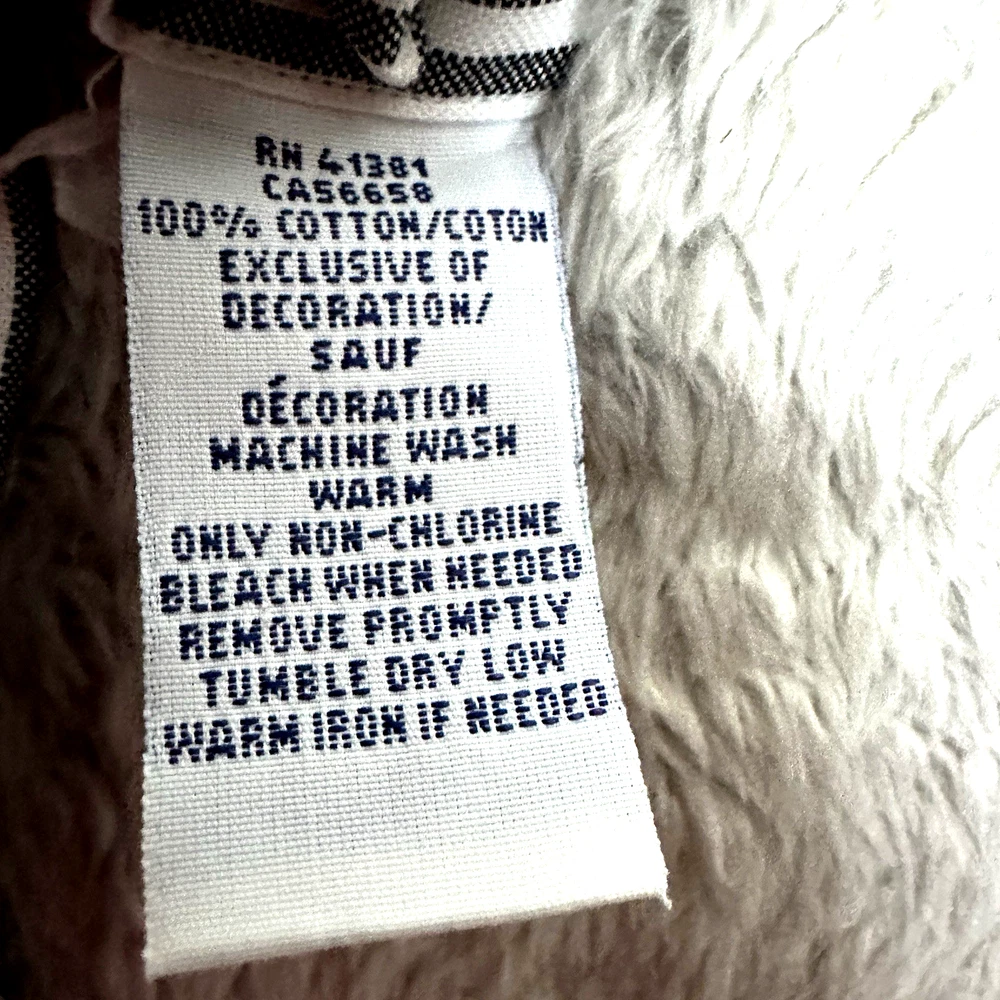 RN 41381
CA56658
100% COTTON/COTON
EXCLUSIVE OF
DECORATION/
SAUF
DÉCORATION
MACHINE WASH
WARM
ONLY NON-CHLORINE
BLEACH WHEN NEEDED
REMOVE PROMPTLY
TUMBLE DRY LOW
WARM IRON IF NEEDED